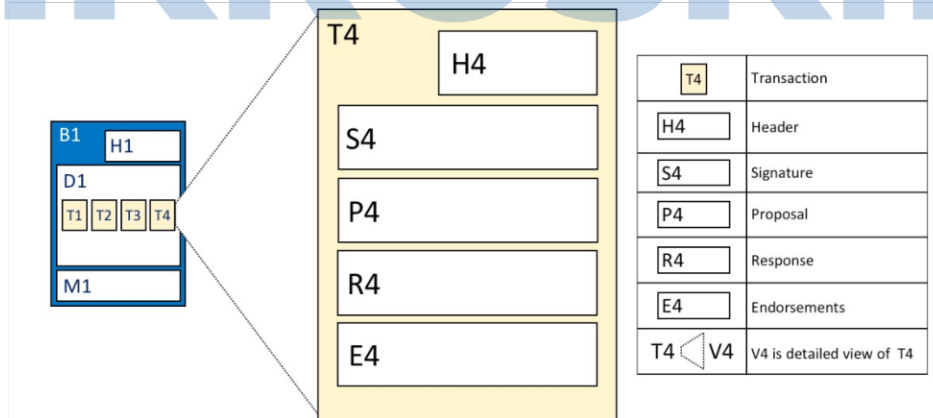 T4
H4
S4
P4
R4
E4
B1
H1
D1
T1 T2 T3 T4
M1
T4 Transaction
H4 Header
S4 Signature
P4 Proposal
R4 Response
E4 Endorsements
T4 V4 V4 is detailed view of T4